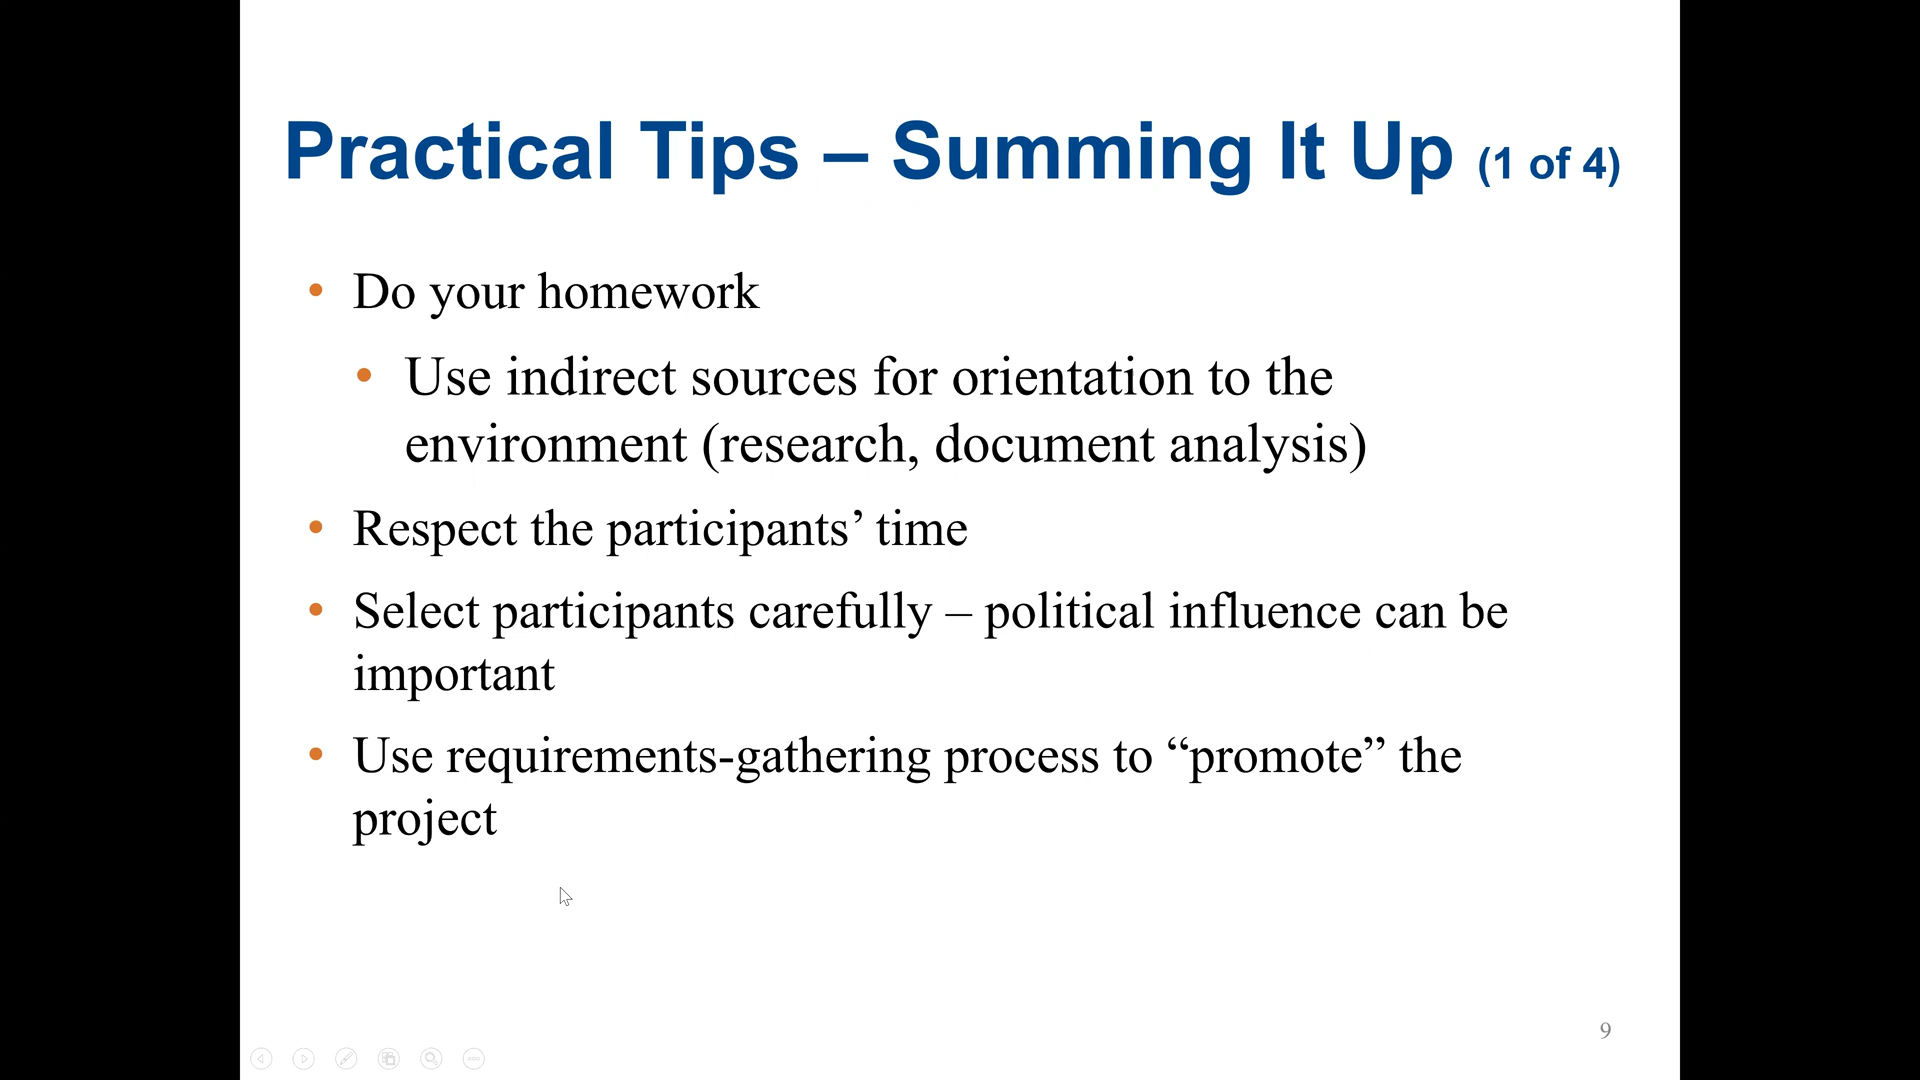 Practical Tips – Summing It Up (1 of 4)
• Do your homework
• Use indirect sources for orientation to the
environment (research, document analysis)
• Respect the participants’ time
• Select participants carefully – political influence can be
important
• Use requirements-gathering process to “promote” the
project
9